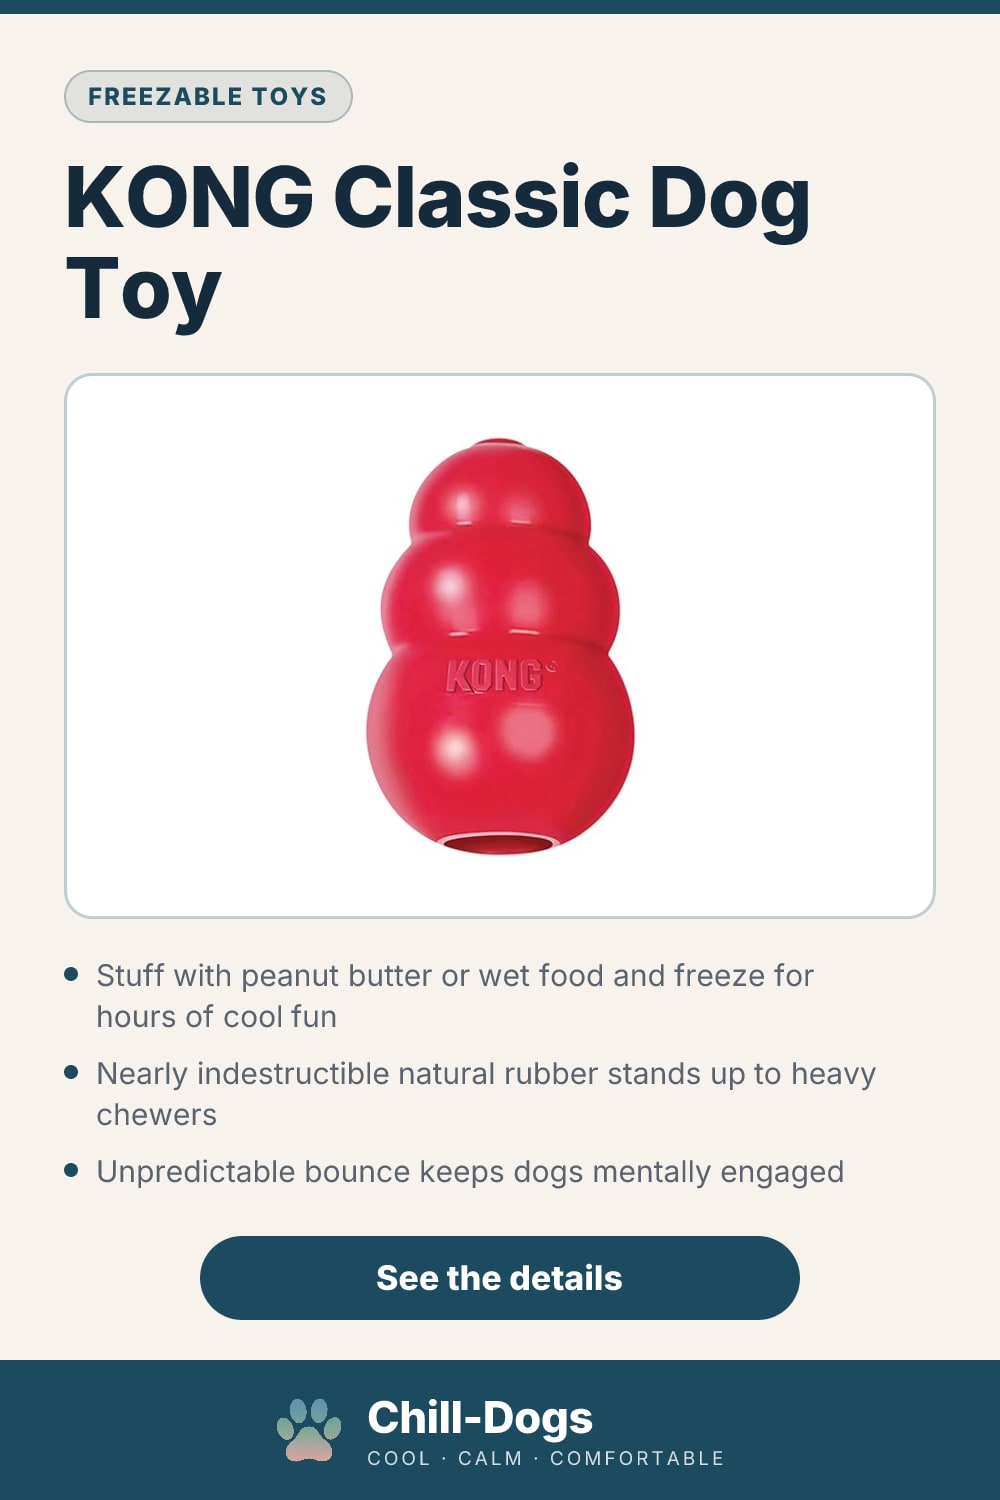 FREEZABLE TOYS
KONG Classic Dog
Toy
KONG®
Stuff with peanut butter or wet food and freeze for
hours of cool fun
Nearly indestructible natural rubber stands up to heavy
chewers
Unpredictable bounce keeps dogs mentally engaged
See the details
Chill-Dogs
COOL · CALM · COMFORTABLE